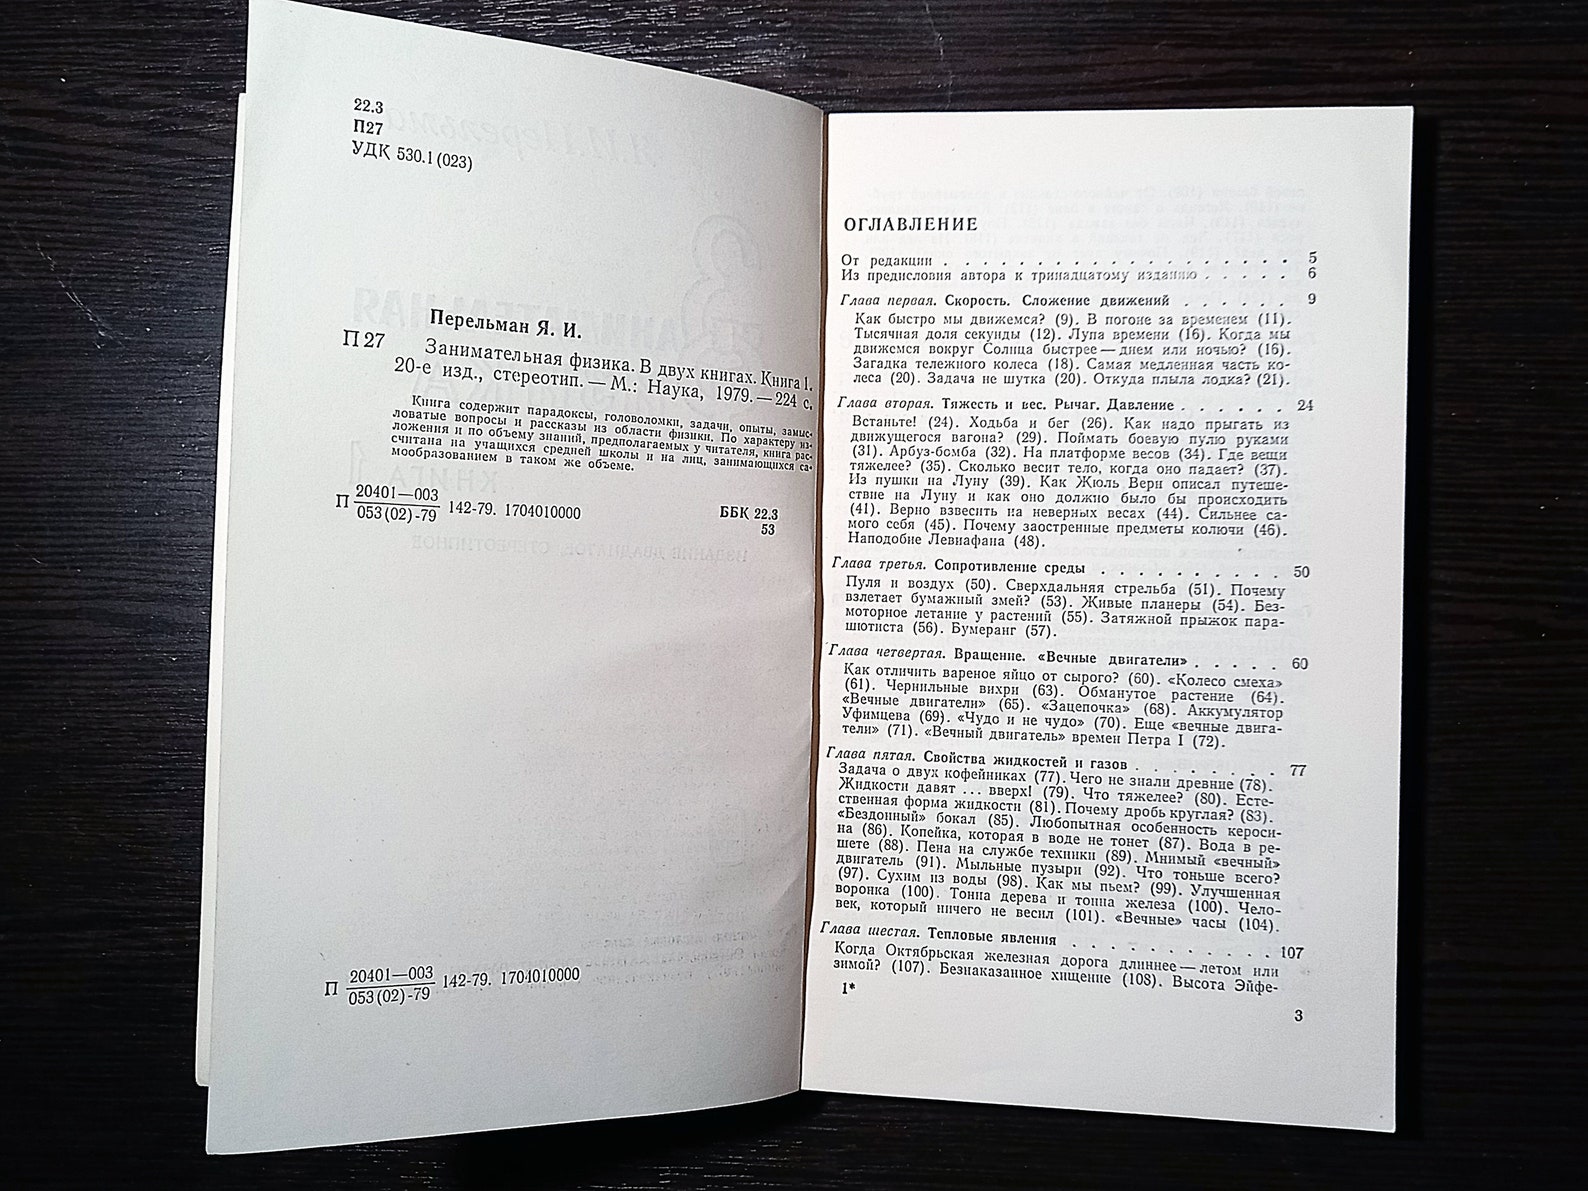 22.3
П27
УДК 530.1(023)
Перельман Я. И.
П 27
Занимательная физика. В двух книгах. Книга 1.
20-е изд., стереотип. — М.: Наука, 1979. — 224 с.
Книга содержит парадоксы, головоломки, задачи, опыты, замыс-
ловатые вопросы и рассказы из области физики. По характеру из-
ложения и по объему знаний, предполагаемых у читателя, книга рас-
считана на учащихся средней школы и на лиц, занимающихся са-
мообразованием в таком же объеме.
П 20401—003
053(02)-79 142-79. 1704010000
ББК 22.3
53
П 20401—003
053(02)-79 142-79. 1704010000
ОГЛАВЛЕНИЕ
От редакции . . . . . . . . . . . . . . . . . . 5
Из предисловия автора к тринадцатому изданию . . . . . 6
Глава первая. Скорость. Сложение движений . . . . . . 9
Как быстро мы движемся? (9). В погоне за временем (11).
Тысячная доля секунды (12). Лупа времени (16). Когда мы
движемся вокруг Солнца быстрее — днем или ночью? (16).
Загадка тележного колеса (18). Самая медленная часть ко-
леса (20). Задача не шутка (20). Откуда плыла лодка? (21).
Глава вторая. Тяжесть и вес. Рычаг. Давление . . . . . . 24
Встаньте! (24). Ходьба и бег (26). Как надо прыгать из
движущегося вагона? (29). Поймать боевую пулю руками
(31). Арбуз-бомба (32). На платформе весов (34). Где вещи
тяжелее? (35). Сколько весит тело, когда оно падает? (37).
Из пушки на Луну (39). Как Жюль Верн описал путеше-
ствие на Луну и как оно должно было бы происходить
(41). Верно взвесить на неверных весах (44). Сильнее са-
мого себя (45). Почему заостренные предметы колючи (46).
Наподобие Левиафана (48).
Глава третья. Сопротивление среды . . . . . . . . . . 50
Пуля и воздух (50). Сверхдальняя стрельба (51). Почему
взлетает бумажный змей? (53). Живые планеры (54). Без-
моторное летание у растений (55). Затяжной прыжок пара-
шютиста (56). Бумеранг (57).
Глава четвертая. Вращение. «Вечные двигатели» . . . . . 60
Как отличить вареное яйцо от сырого? (60). «Колесо смеха»
(61). Чернильные вихри (63). Обманутое растение (64).
«Вечные двигатели» (65). «Зацепочка» (68). Аккумулятор
Уфимцева (69). «Чудо и не чудо» (70). Еще «вечные двига-
тели» (71). «Вечный двигатель» времен Петра I (72).
Глава пятая. Свойства жидкостей и газов . . . . . . . . 77
Задача о двух кофейниках (77). Чего не знали древние (78).
Жидкости давят ... вверх! (79). Что тяжелее? (80). Есте-
ственная форма жидкости (81). Почему дробь круглая? (83).
«Бездонный» бокал (85). Любопытная особенность кероси-
на (86). Копейка, которая в воде не тонет (87). Вода в ре-
шете (88). Пена на службе техники (89). Мнимый «вечный»
двигатель (91). Мыльные пузыри (92). Что тоньше всего?
(97). Сухим из воды (98). Как мы пьем? (99). Улучшенная
воронка (100). Тонна дерева и тонна железа (100). Чело-
век, который ничего не весил (101). «Вечные» часы (104).
Глава шестая. Тепловые явления . . . . . . . . . . 107
Когда Октябрьская железная дорога длиннее — летом или
зимой? (107). Безнаказанное хищение (108). Высота Эйфе-
1*
3